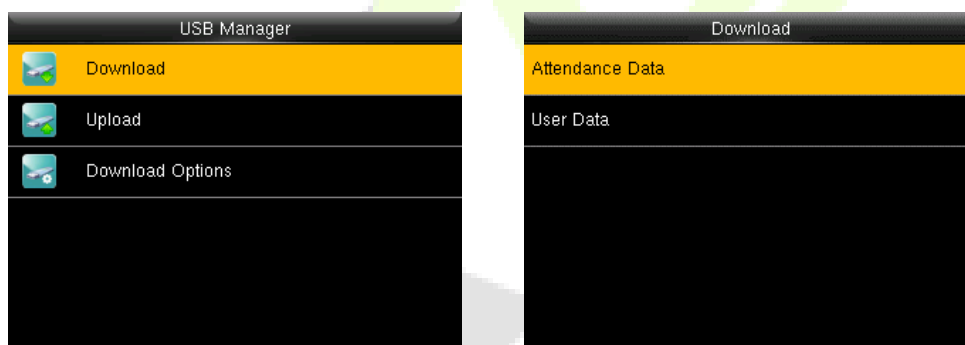 USB Manager
Download
Upload
Download Options
Download
Attendance Data
User Data